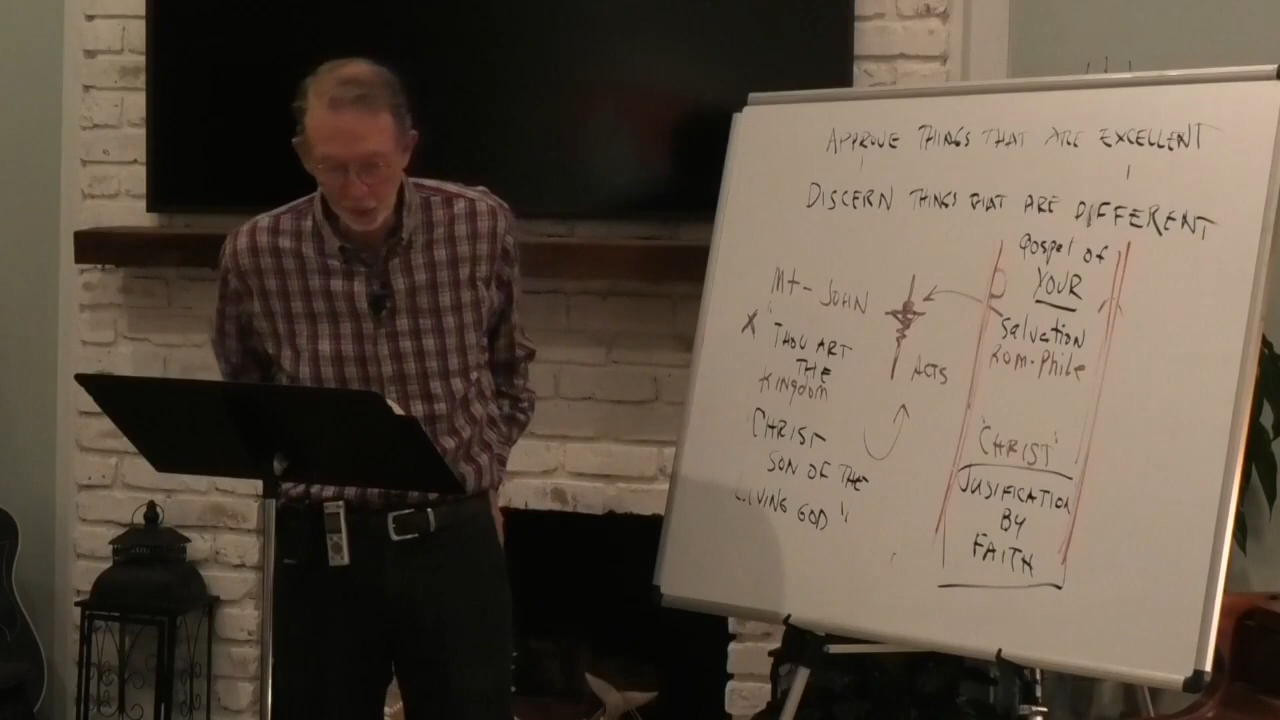 APPROVE THINGS THAT ARE EXCELLENT
DISCERN THINGS THAT ARE DIFFERENT
Mt - JOHN
X "THOU ART
THE
Kingdom
CHRIST
SON OF THE
LIVING GOD"
ACTS
Gospel of
YOUR
Salvation
Rom-Phile
"CHRIST"
JUSIFICATION
BY
FAITH